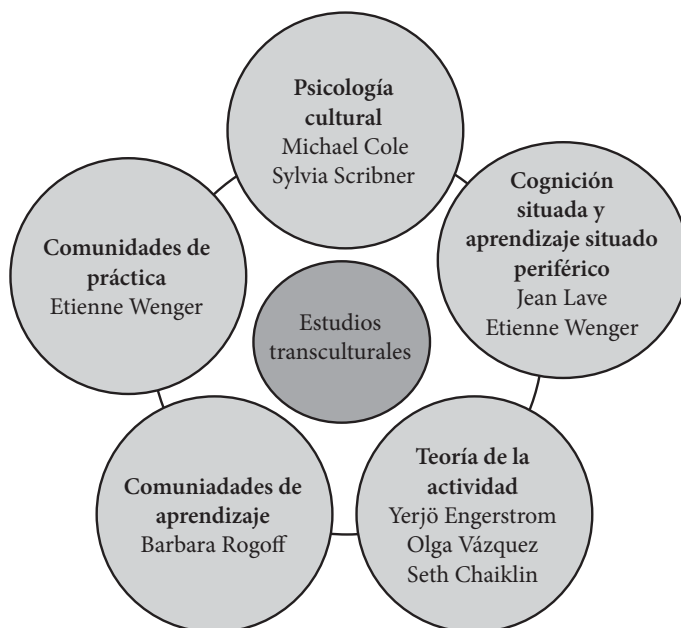 Psicología
cultural
Michael Cole
Sylvia Scribner
Cognición
situada y
aprendizaje situado
periférico
Jean Lave
Etienne Wenger
Teoría de la
actividad
Yerjö Engerstrom
Olga Vázquez
Seth Chaiklin
Comuniadades de
aprendizaje
Barbara Rogoff
Comunidades de
práctica
Etienne Wenger
Estudios
transculturales